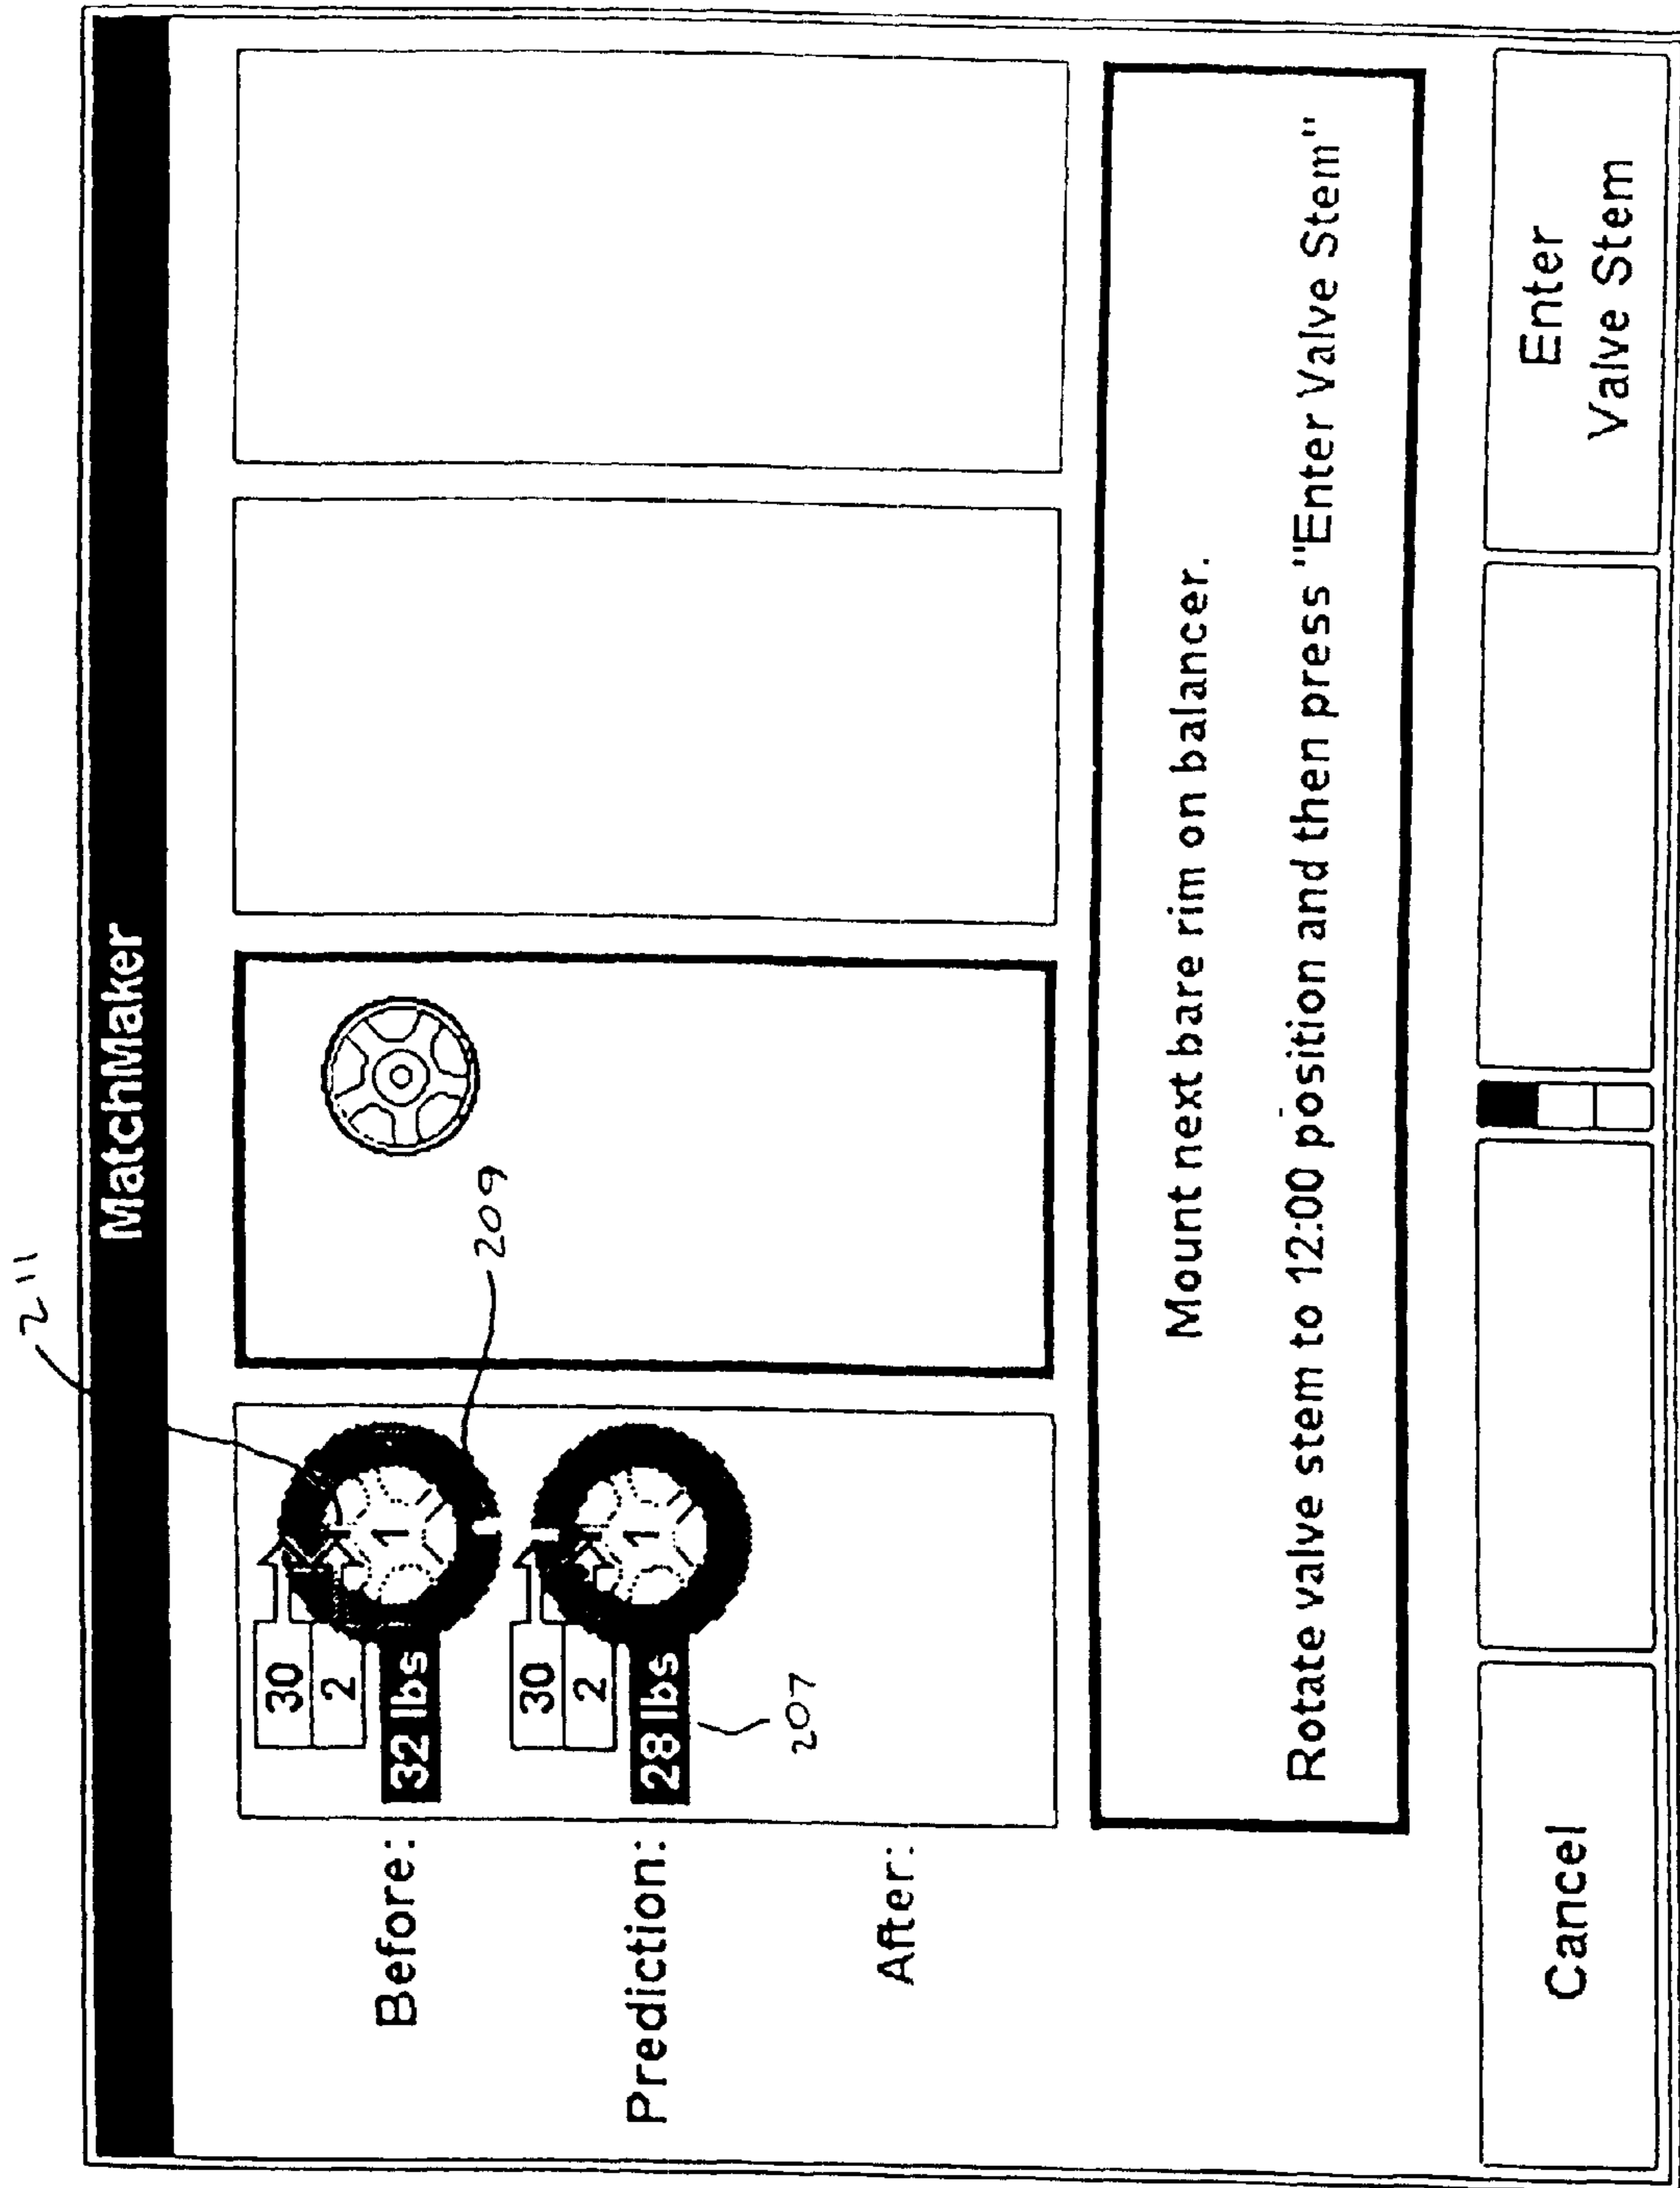 211
MatchMaker
Before:
30
2
32 lbs
1
209
Prediction:
30
2
28 lbs
1
207
After:
Mount next bare rim on balancer.
Rotate valve stem to 12:00 position and then press "Enter Valve Stem"
Cancel
Enter
Valve Stem